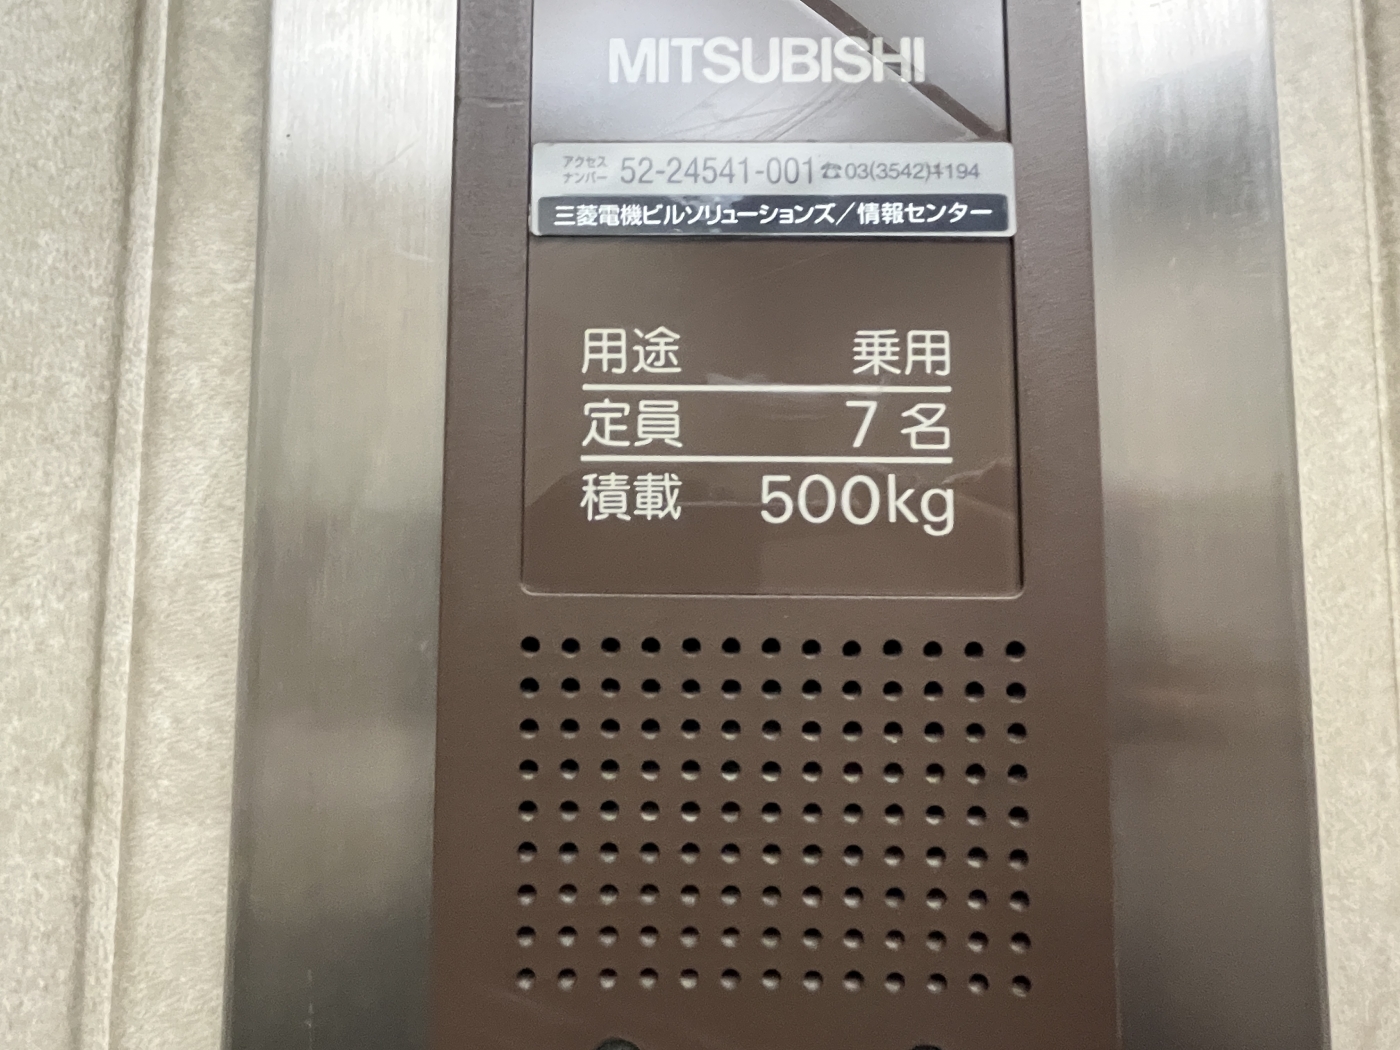 MITSUBISHI
アクセス
ナンバー 52-24541-001 ☎03(3542)4194
三菱電機ビルソリューションズ/情報センター
用途 乗用
定員 7名
積載 500kg